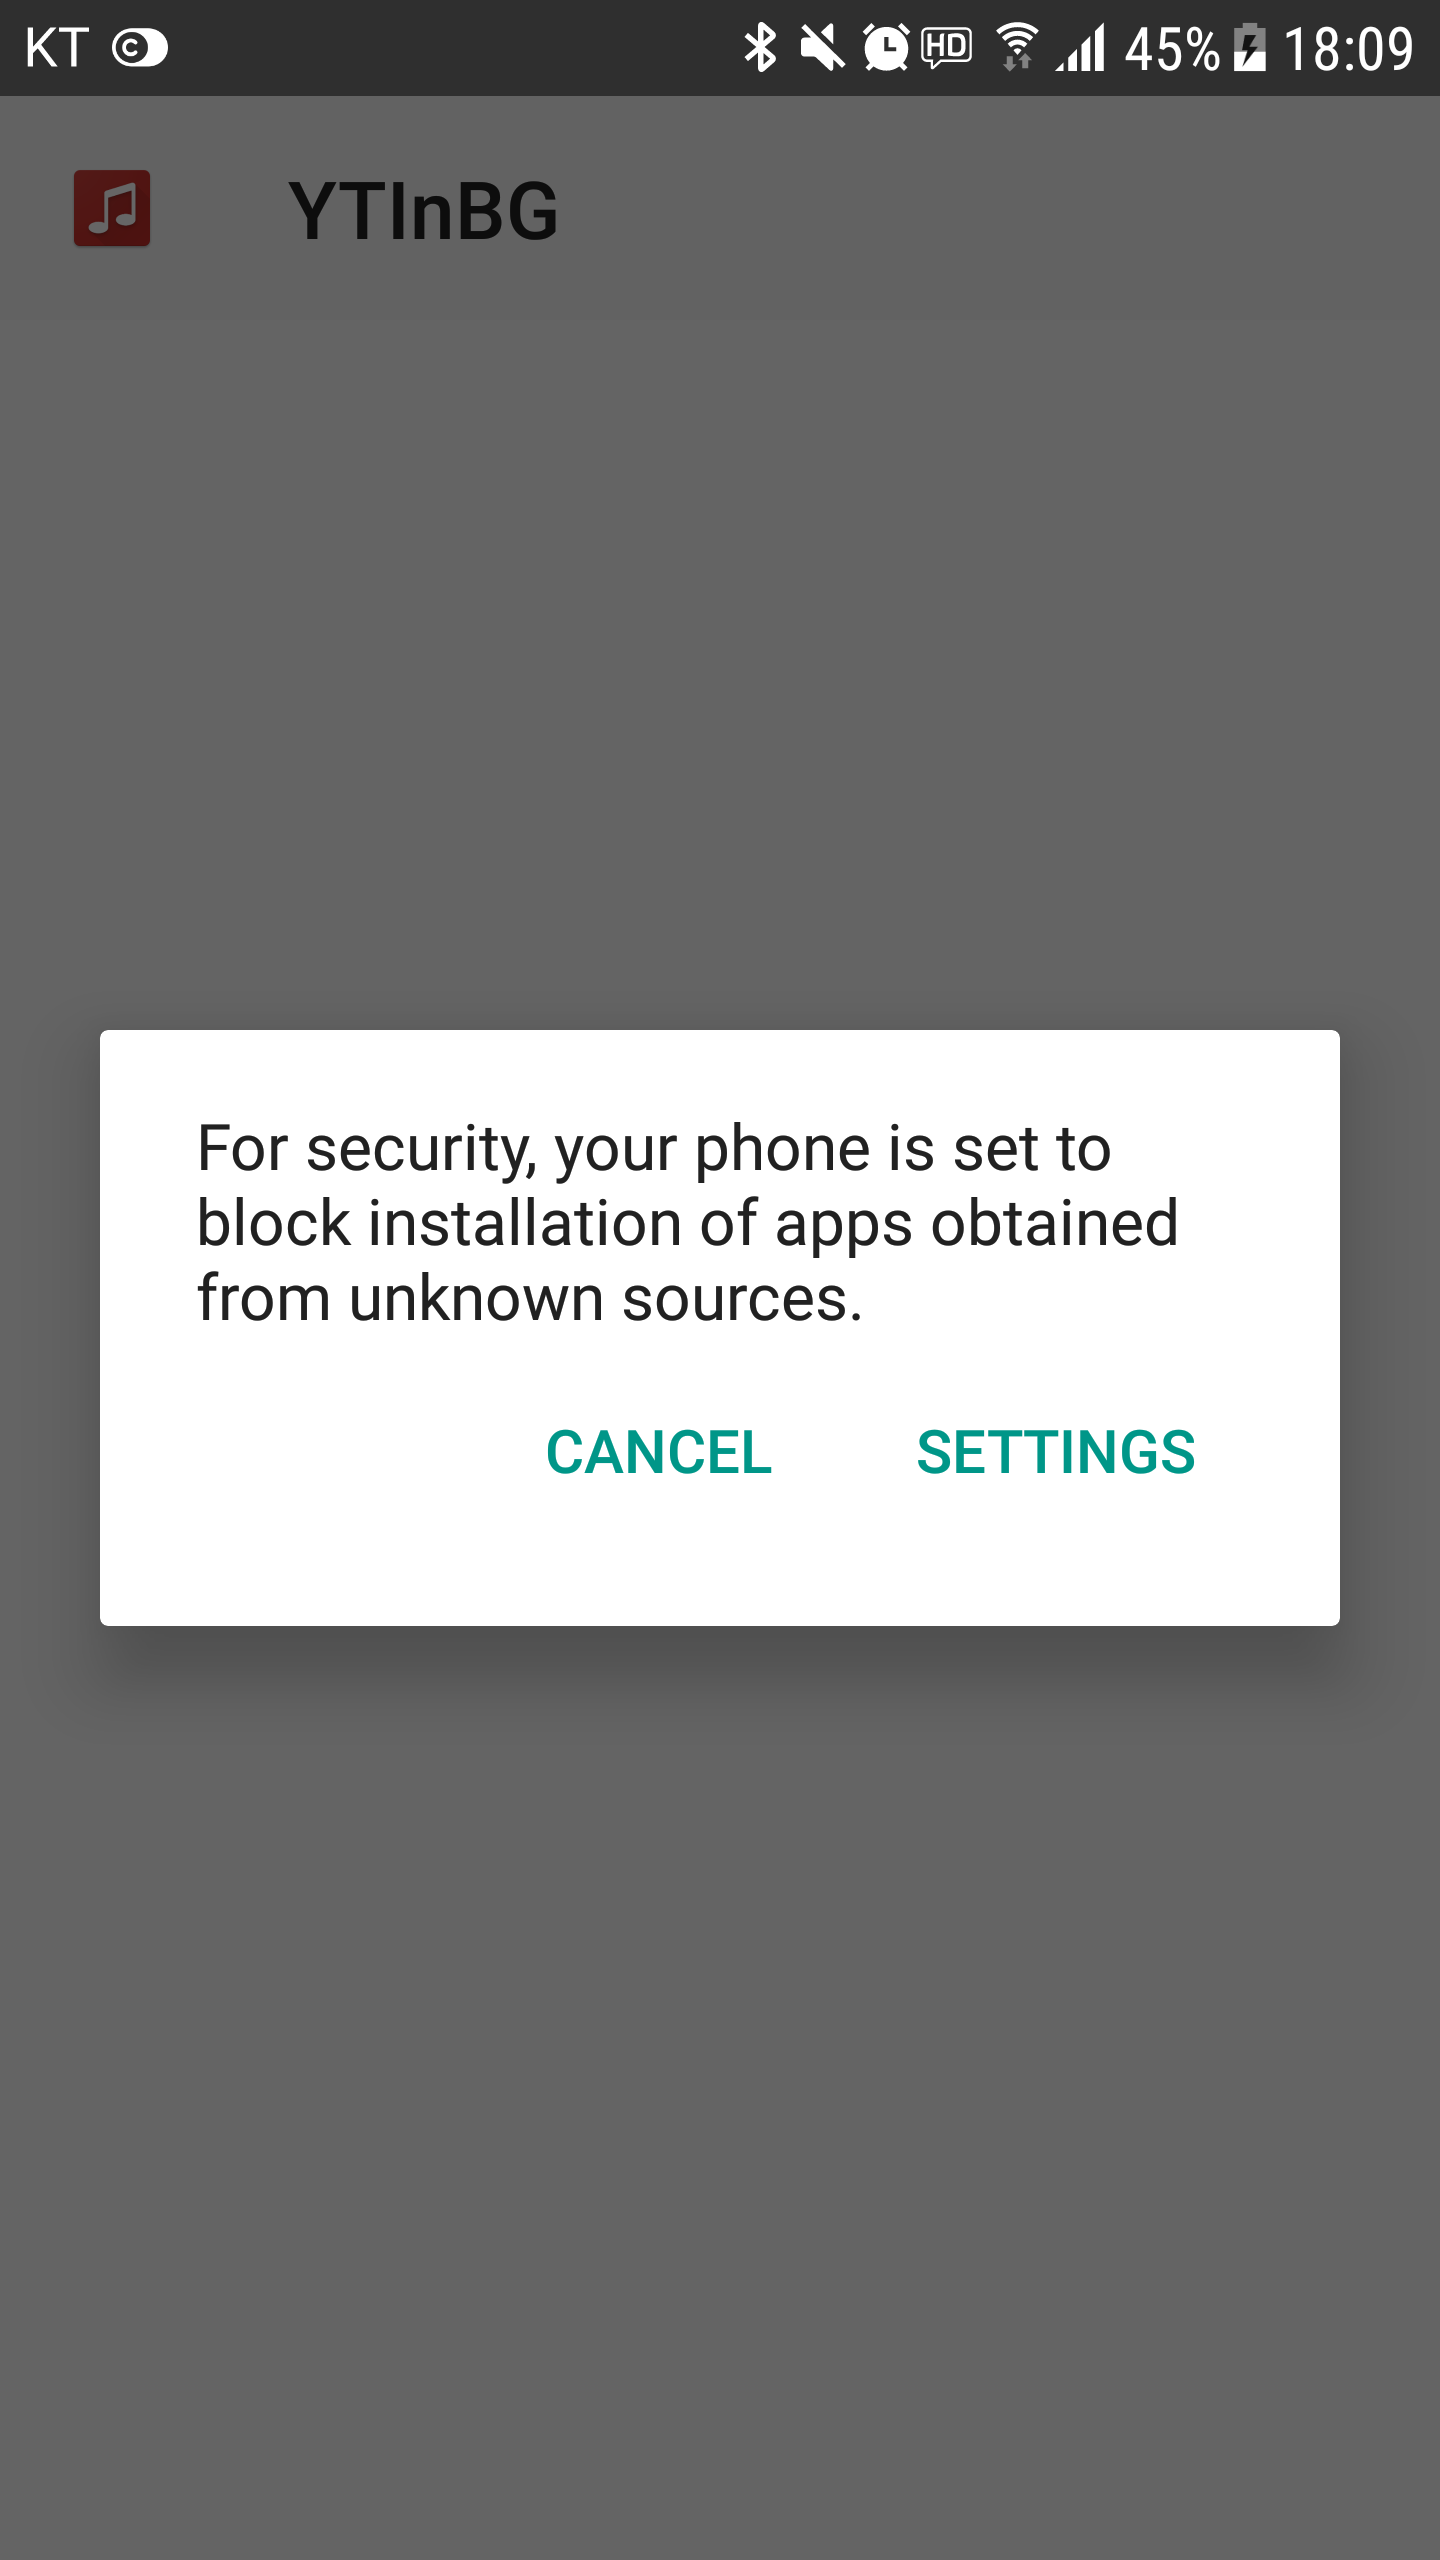 KT 45% 18:09
YTInBG
For security, your phone is set to
block installation of apps obtained
from unknown sources.
CANCEL SETTINGS